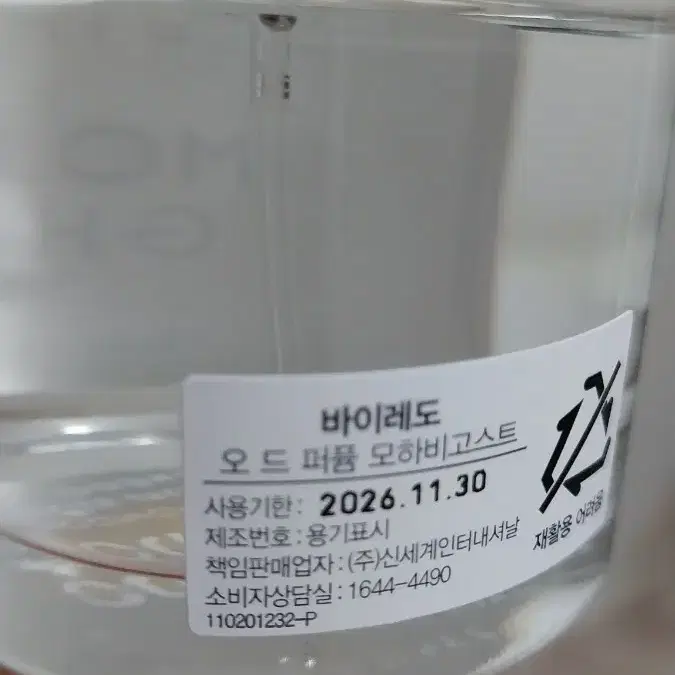 MO
GH
바이레도
오 드 퍼퓸 모하비고스트
사용기한 : 2026.11.30
제조번호 : 용기표시
책임판매업자 : (주)신세계인터내셔날
소비자상담실 : 1644-4490
110201232-P
재활용 어려움